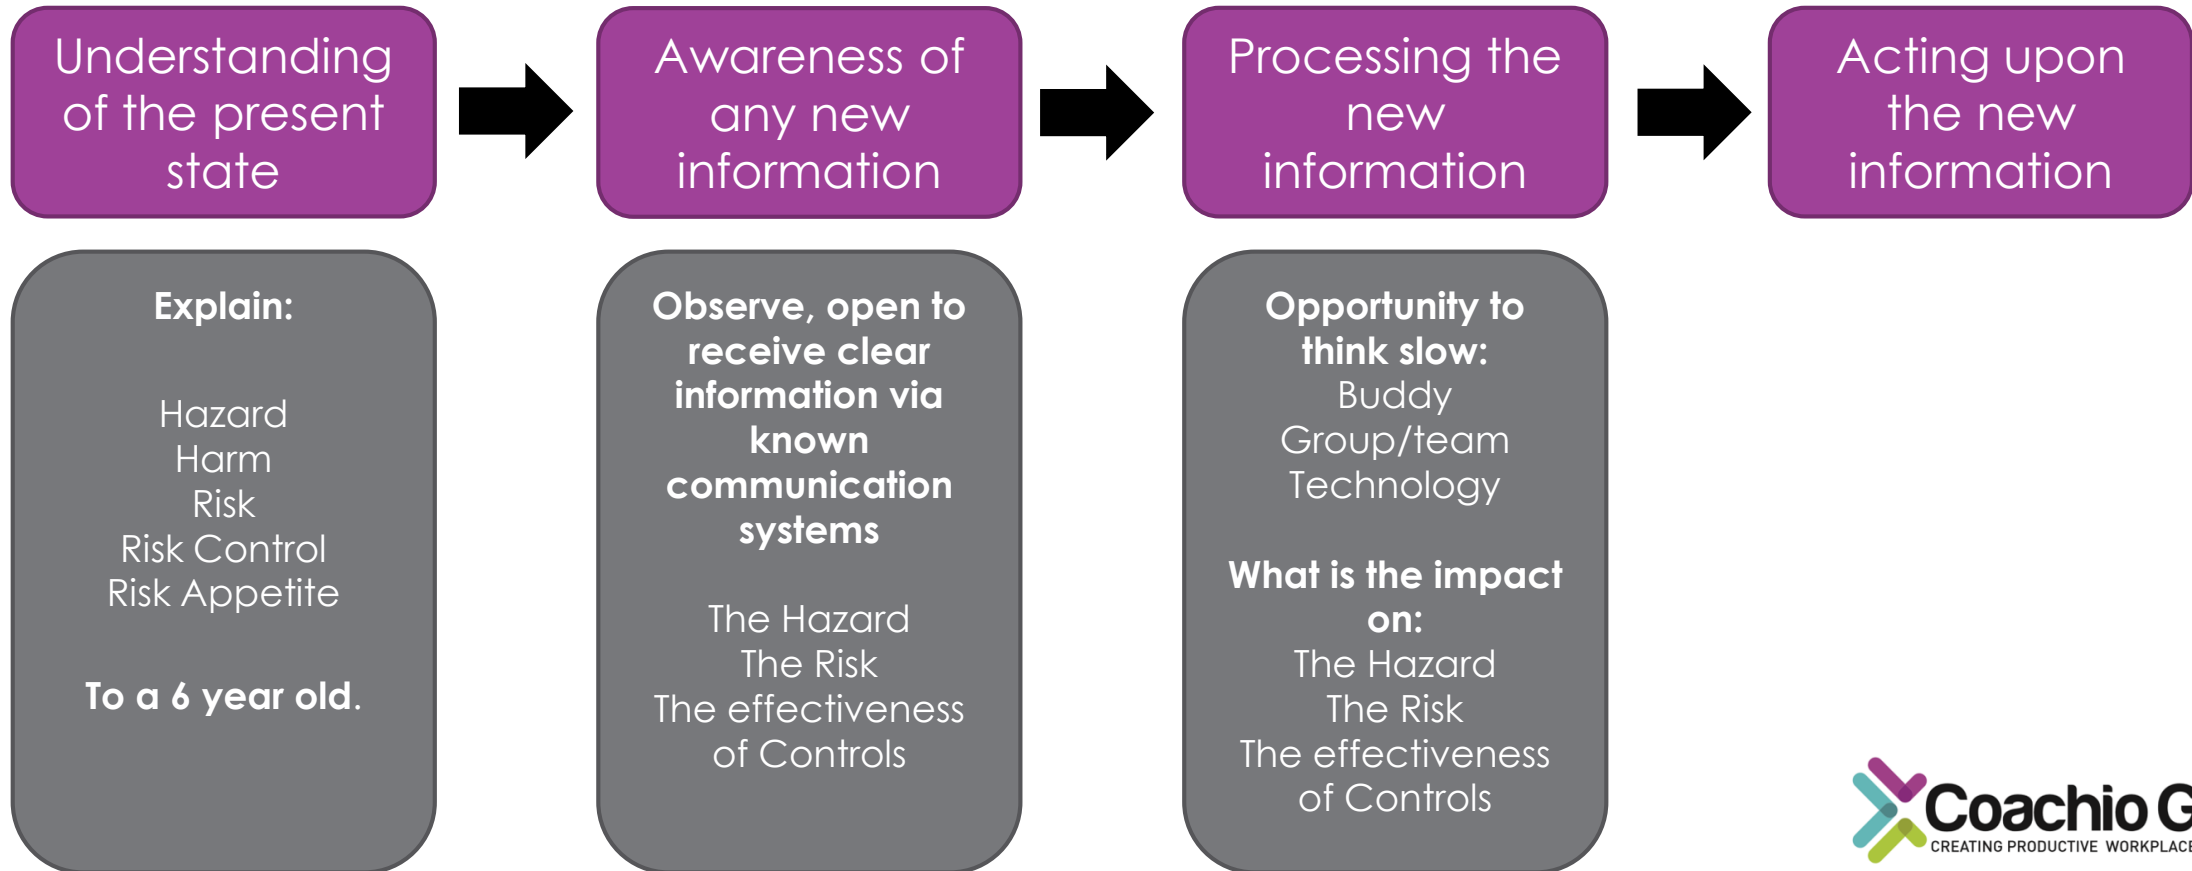 Understanding
of the present
state
Awareness of
any new
information
Processing the
new
information
Acting upon
the new
information
Explain:
Hazard
Harm
Risk
Risk Control
Risk Appetite
To a 6 year old.
Observe, open to
receive clear
information via
known
communication
systems
The Hazard
The Risk
The effectiveness
of Controls
Opportunity to
think slow:
Buddy
Group/team
Technology
What is the impact
on:
The Hazard
The Risk
The effectiveness
of Controls
Coachio G
CREATING PRODUCTIVE WORKPLACE